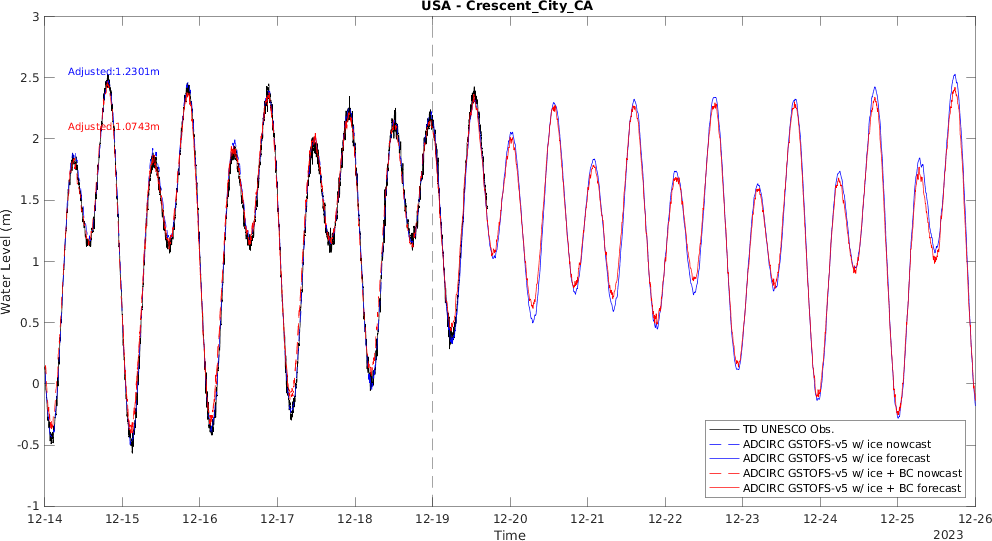 USA - Crescent_City_CA
3
2.5
2
1.5
1
0.5
0
-0.5
-1
Water Level (m)
Adjusted:1.2301m
Adjusted:1.0743m
TD UNESCO Obs.
ADCIRC GSTOFS-v5 w/ ice nowcast
ADCIRC GSTOFS-v5 w/ ice forecast
ADCIRC GSTOFS-v5 w/ ice + BC nowcast
ADCIRC GSTOFS-v5 w/ ice + BC forecast
12-14 12-15 12-16 12-17 12-18 12-19 12-20 12-21 12-22 12-23 12-24 12-25 12-26
Time
2023